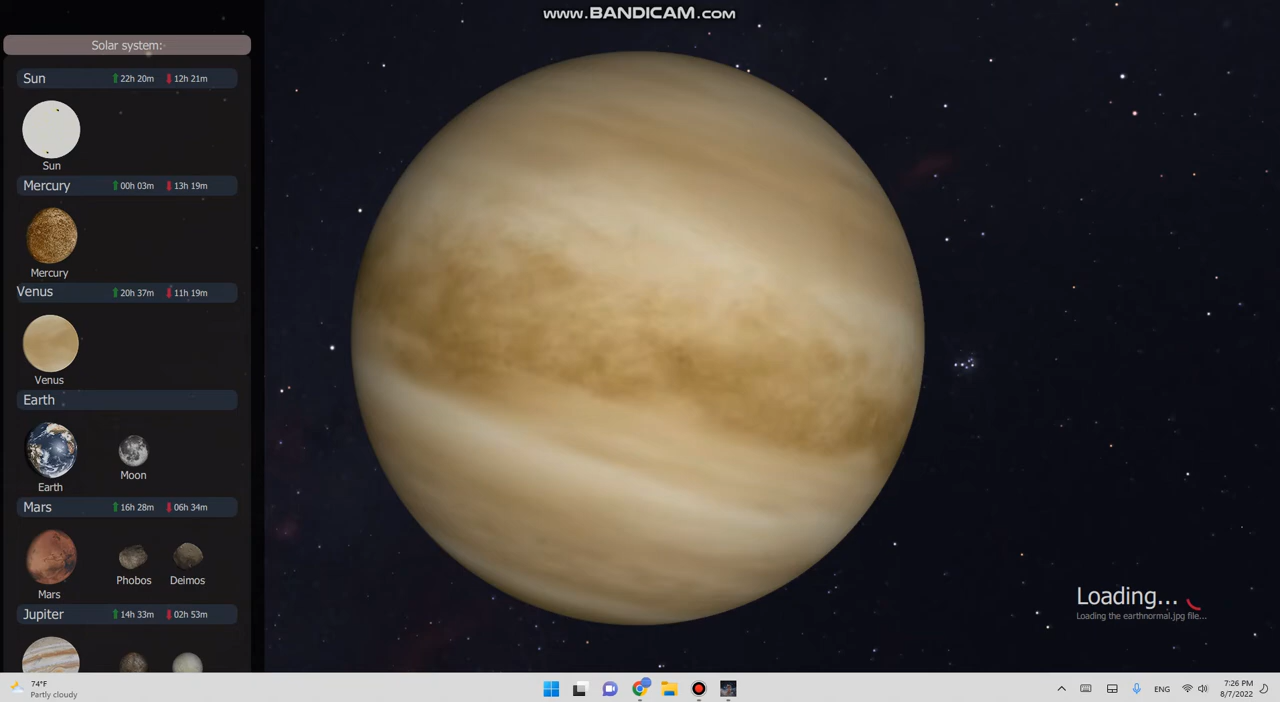 www.BANDICAM.com
Solar system:
Sun 22h 20m 12h 21m
Sun
Mercury 00h 03m 13h 19m
Mercury
Venus 20h 37m 11h 19m
Venus
Earth
Earth Moon
Mars 16h 28m 06h 34m
Mars Phobos Deimos
Jupiter 14h 33m 02h 53m
Loading...
Loading the earthnormal.jpg file...
74°F
Partly cloudy
ENG
7:26 PM
8/7/2022